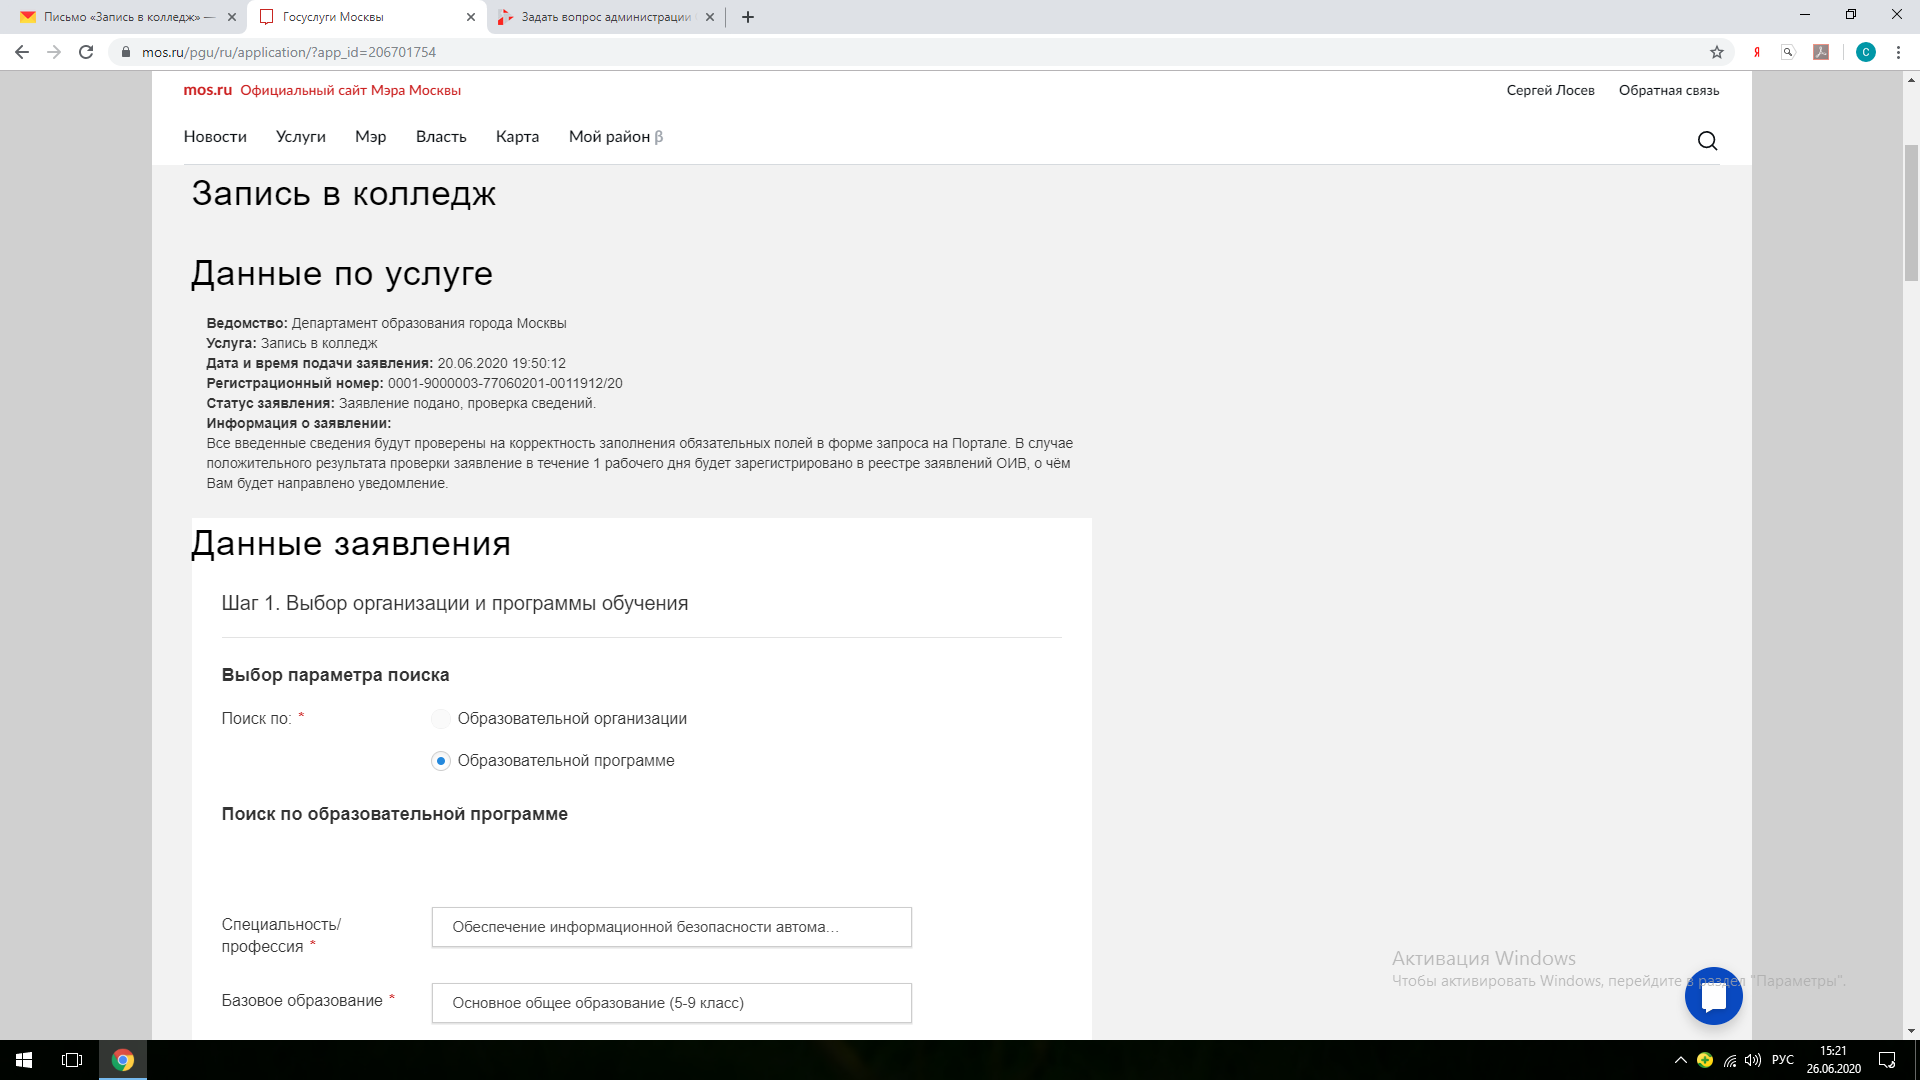 Письмо «Запись в колледж» —
Госуслуги Москвы
Задать вопрос администрации
mos.ru/pgu/ru/application/?app_id=206701754
Я
С
mos.ru Официальный сайт Мэра Москвы
Сергей Лосев
Обратная связь
Новости
Услуги
Мэр
Власть
Карта
Мой район β
Запись в колледж
Данные по услуге
Ведомство: Департамент образования города Москвы
Услуга: Запись в колледж
Дата и время подачи заявления: 20.06.2020 19:50:12
Регистрационный номер: 0001-9000003-77060201-0011912/20
Статус заявления: Заявление подано, проверка сведений.
Информация о заявлении:
Все введенные сведения будут проверены на корректность заполнения обязательных полей в форме запроса на Портале. В случае
положительного результата проверки заявление в течение 1 рабочего дня будет зарегистрировано в реестре заявлений ОИВ, о чём
Вам будет направлено уведомление.
Данные заявления
Шаг 1. Выбор организации и программы обучения
Выбор параметра поиска
Поиск по: *
Образовательной организации
Образовательной программе
Поиск по образовательной программе
Специальность/
профессия *
Обеспечение информационной безопасности автома…
Базовое образование *
Основное общее образование (5-9 класс)
Активация Windows
Чтобы активировать Windows, перейдите в раздел "Параметры".
РУС
15:21
26.06.2020